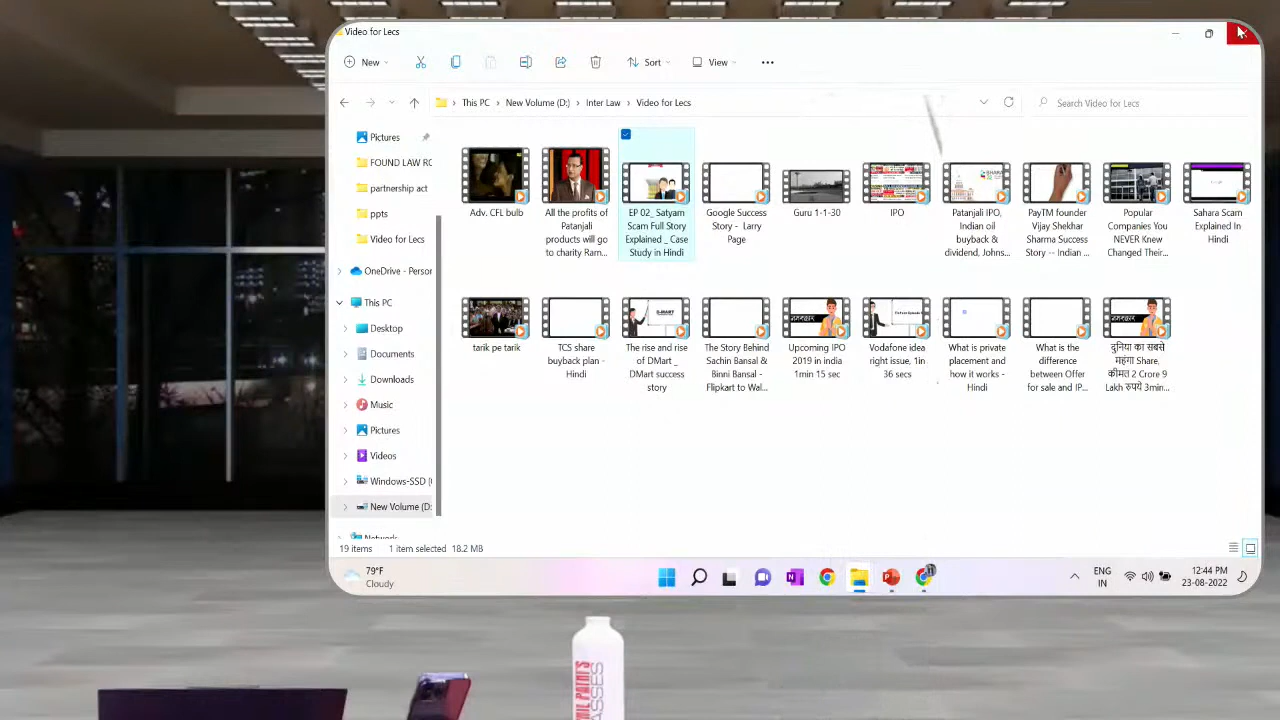 Video for Lecs
New
Sort
View
This PC
New Volume (D:)
Inter Law
Video for Lecs
Search Video for Lecs
Pictures
FOUND LAW RC
partnership act
ppts
Video for Lecs
OneDrive - Person
This PC
Desktop
Documents
Downloads
Music
Pictures
Videos
Windows-SSD (
New Volume (D:
Network
Adv. CFL bulb
All the profits of
Patanjali
products will go
to charity Ram...
EP 02_ Satyam
Scam Full Story
Explained _ Case
Study in Hindi
Google Success
Story - Larry
Page
Guru 1-1-30
IPO
Patanjali IPO,
Indian oil
buyback &
dividend, Johns...
PayTM founder
Vijay Shekhar
Sharma Success
Story -- Indian ...
Popular
Companies You
NEVER Knew
Changed Their...
Sahara Scam
Explained In
Hindi
tarik pe tarik
TCS share
buyback plan -
Hindi
D-MART
The rise and rise
of DMart _
DMart success
story
The Story Behind
Sachin Bansal &
Binni Bansal -
Flipkart to Wal...
नमस्कार
Upcoming IPO
2019 in india
1min 15 sec
Vodafone idea
right issue, 1in
36 secs
What is private
placement and
how it works -
Hindi
What is the
difference
between Offer
for sale and IP...
नमस्कार
दुनिया का सबसे
महंगा Share,
कीमत 2 Crore 9
Lakh रुपये 3min...
19 items
1 item selected
18.2 MB
79°F
Cloudy
ENG
IN
12:44 PM
23-08-2022
ASSES